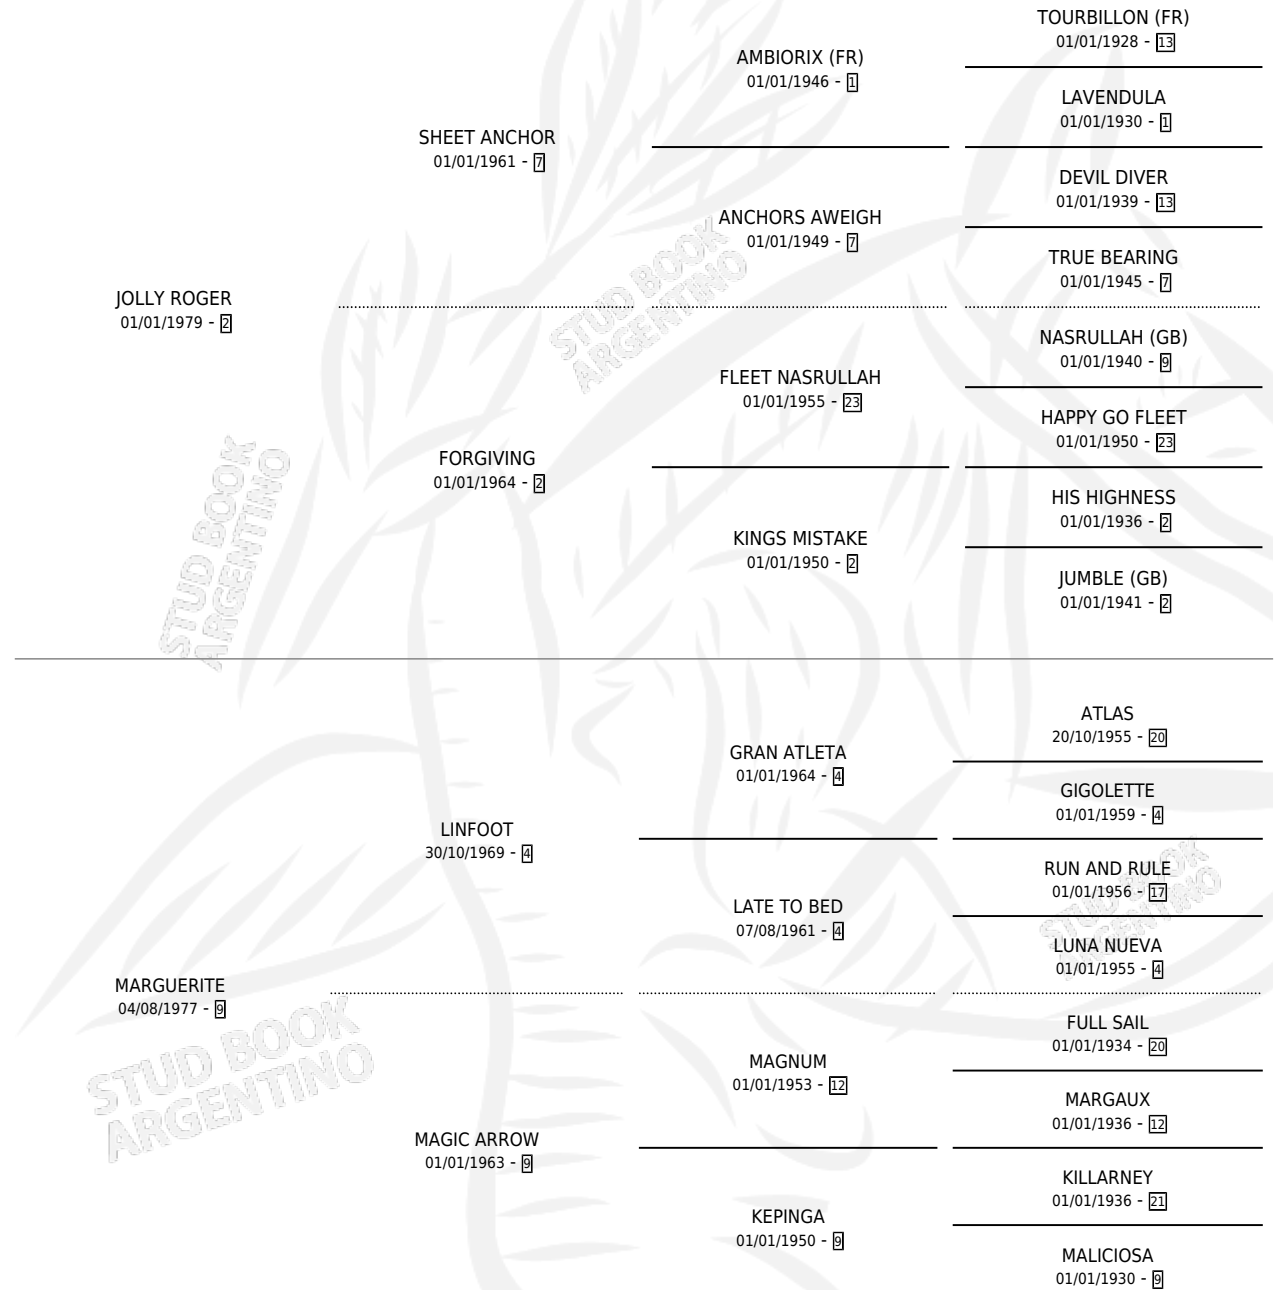 TOURBILLON (FR)
01/01/1928 - 13
AMBIORIX (FR)
01/01/1946 - 1
LAVENDULA
01/01/1930 - 1
SHEET ANCHOR
01/01/1961 - 7
DEVIL DIVER
01/01/1939 - 13
ANCHORS AWEIGH
01/01/1949 - 7
TRUE BEARING
01/01/1945 - 7
JOLLY ROGER
01/01/1979 - 2
NASRULLAH (GB)
01/01/1940 - 9
FLEET NASRULLAH
01/01/1955 - 23
HAPPY GO FLEET
01/01/1950 - 23
FORGIVING
01/01/1964 - 2
HIS HIGHNESS
01/01/1936 - 2
KINGS MISTAKE
01/01/1950 - 2
JUMBLE (GB)
01/01/1941 - 2
ATLAS
20/10/1955 - 20
GRAN ATLETA
01/01/1964 - 4
GIGOLETTE
01/01/1959 - 4
LINFOOT
30/10/1969 - 4
RUN AND RULE
01/01/1956 - 17
LATE TO BED
07/08/1961 - 4
LUNA NUEVA
01/01/1955 - 4
MARGUERITE
04/08/1977 - 9
FULL SAIL
01/01/1934 - 20
MAGNUM
01/01/1953 - 12
MARGAUX
01/01/1936 - 12
MAGIC ARROW
01/01/1963 - 9
KILLARNEY
01/01/1936 - 21
KEPINGA
01/01/1950 - 9
MALICIOSA
01/01/1930 - 9
STUD BOOK
ARGENTINO
STUD BOOK
ARGENTINO
STUD BOOK
ARGENTINO
STUD BOOK
ARGENTINO